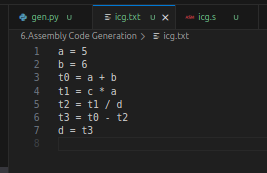 gen.py U icg.txt U × icg.s U
6.Assembly Code Generation > icg.txt
1 a = 5
2 b = 6
3 t0 = a + b
4 t1 = c * a
5 t2 = t1 / d
6 t3 = t0 - t2
7 d = t3
8